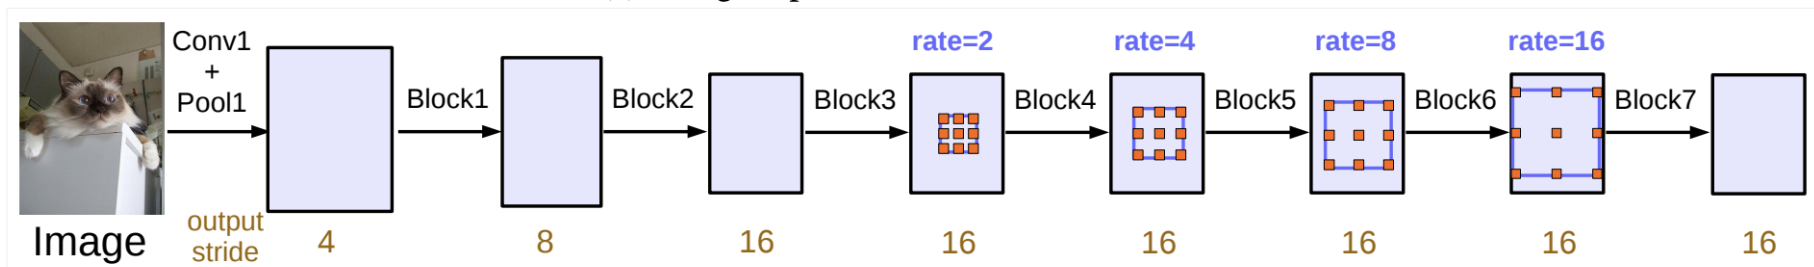 Conv1
+
Pool1
Block1
Block2
Block3
Block4
Block5
Block6
Block7
rate=2
rate=4
rate=8
rate=16
Image
output
stride
4
8
16
16
16
16
16
16